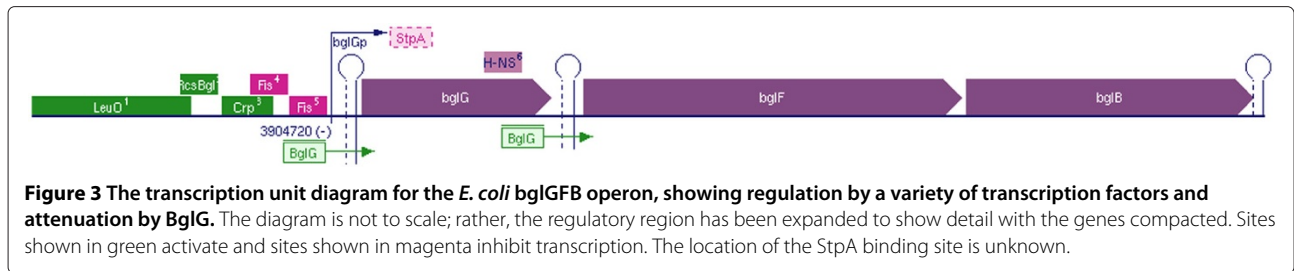 bglGp
StpA
H-NS⁶
RcsBgl
Fis⁴
LeuO¹
Crp³
Fis⁵
bglG
bglF
bglB
3904720 (-)
BglG
BglG
Figure 3 The transcription unit diagram for the E. coli bglGFB operon, showing regulation by a variety of transcription factors and
attenuation by BglG. The diagram is not to scale; rather, the regulatory region has been expanded to show detail with the genes compacted. Sites
shown in green activate and sites shown in magenta inhibit transcription. The location of the StpA binding site is unknown.